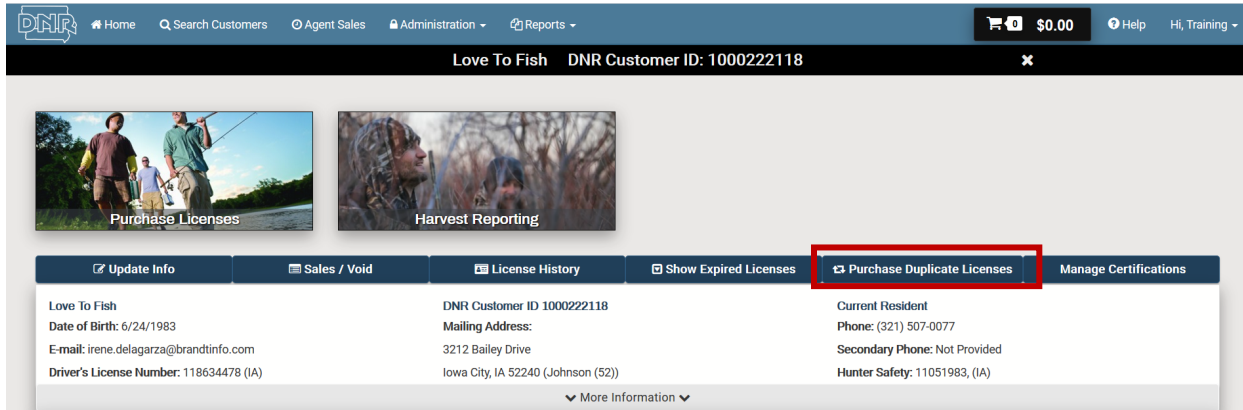 DNR Home Search Customers Agent Sales Administration Reports 0 $0.00 Help Hi, Training
Love To Fish DNR Customer ID: 1000222118
Purchase Licenses Harvest Reporting
Update Info Sales / Void License History Show Expired Licenses Purchase Duplicate Licenses Manage Certifications
Love To Fish DNR Customer ID 1000222118 Current Resident
Date of Birth: 6/24/1983 Mailing Address: Phone: (321) 507-0077
E-mail: irene.delagarza@brandtinfo.com 3212 Bailey Drive Secondary Phone: Not Provided
Driver's License Number: 118634478 (IA) Iowa City, IA 52240 (Johnson (52)) Hunter Safety: 11051983, (IA)
More Information